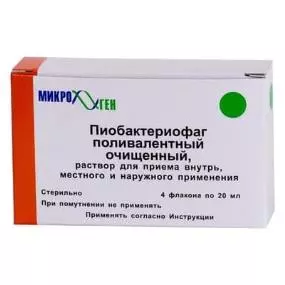 МИКРОГЕН
Пиобактериофаг
поливалентный
очищенный,
раствор для приема внутрь,
местного и наружного применения
Стерильно 4 флакона по 20 мл
При помутнении не применять
Применять согласно Инструкции